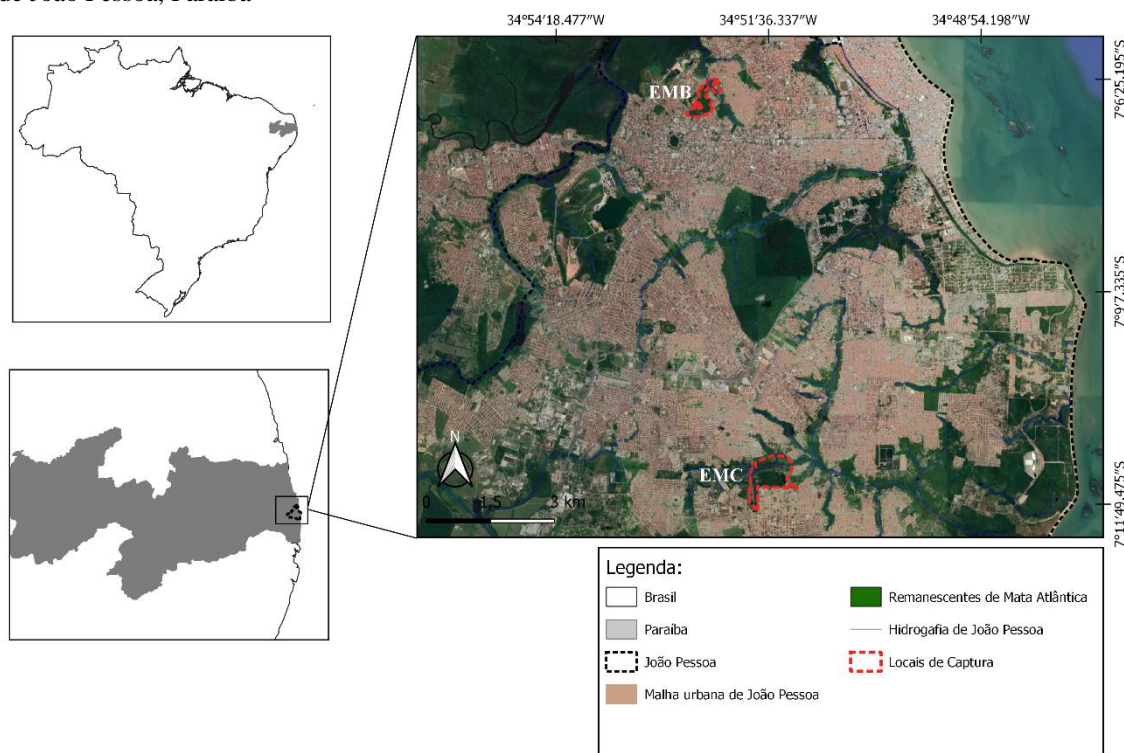 de João Pessoa, Paraíba
34°54′18.477″W 34°51′36.337″W 34°48′54.198″W
7°6′25.195″S
EMB
7°9′7.335″S
EMC
N
0 1,5 3 km
7°11′49.475″S
Legenda:
Brasil
Paraíba
João Pessoa
Malha urbana de João Pessoa
Remanescentes de Mata Atlântica
Hidrogafia de João Pessoa
Locais de Captura